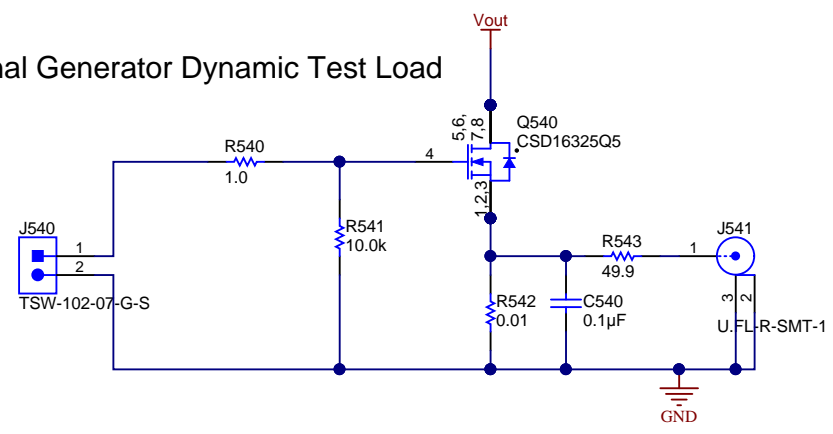 Vout
nal Generator Dynamic Test Load
5,6,
7,8
Q540
CSD16325Q5
R540
1.0
4
1,2,3
J540
1
2
TSW-102-07-G-S
R541
10.0k
R543
49.9
1
J541
R542
0.01
C540
0.1µF
3
2
U.FL-R-SMT-1
GND